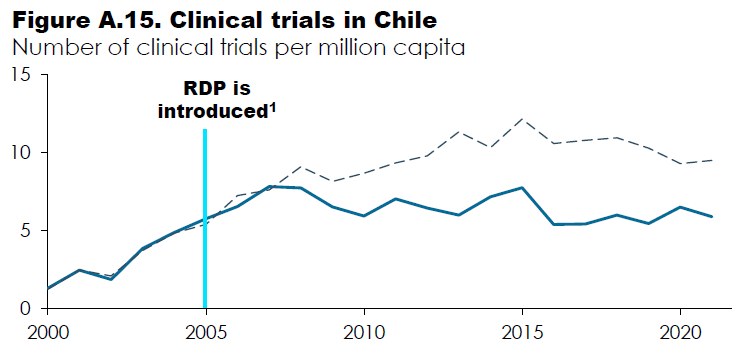 Figure A.15. Clinical trials in Chile
Number of clinical trials per million capita
15
RDP is
introduced¹
10
5
0
2000 2005 2010 2015 2020